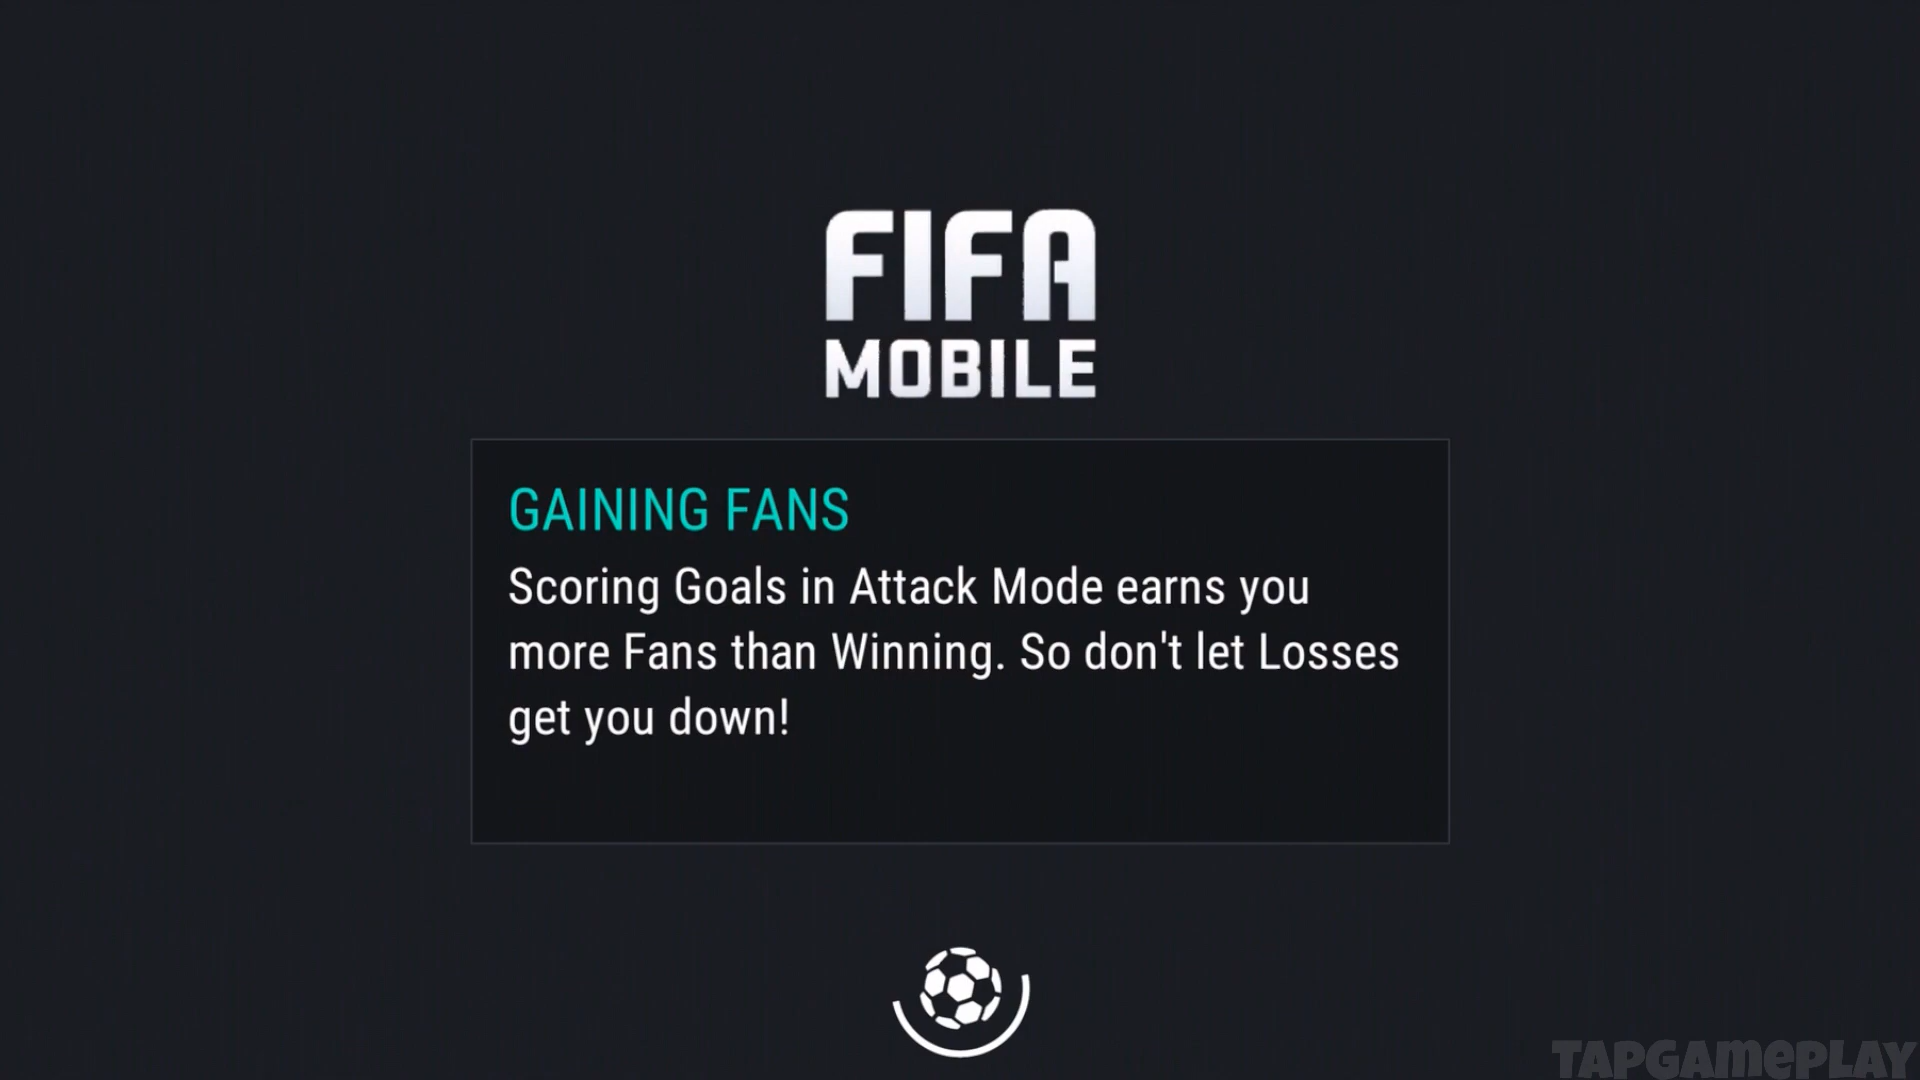 FIFA
MOBILE
GAINING FANS
Scoring Goals in Attack Mode earns you
more Fans than Winning. So don't let Losses
get you down!
TAPGAMEPLAY